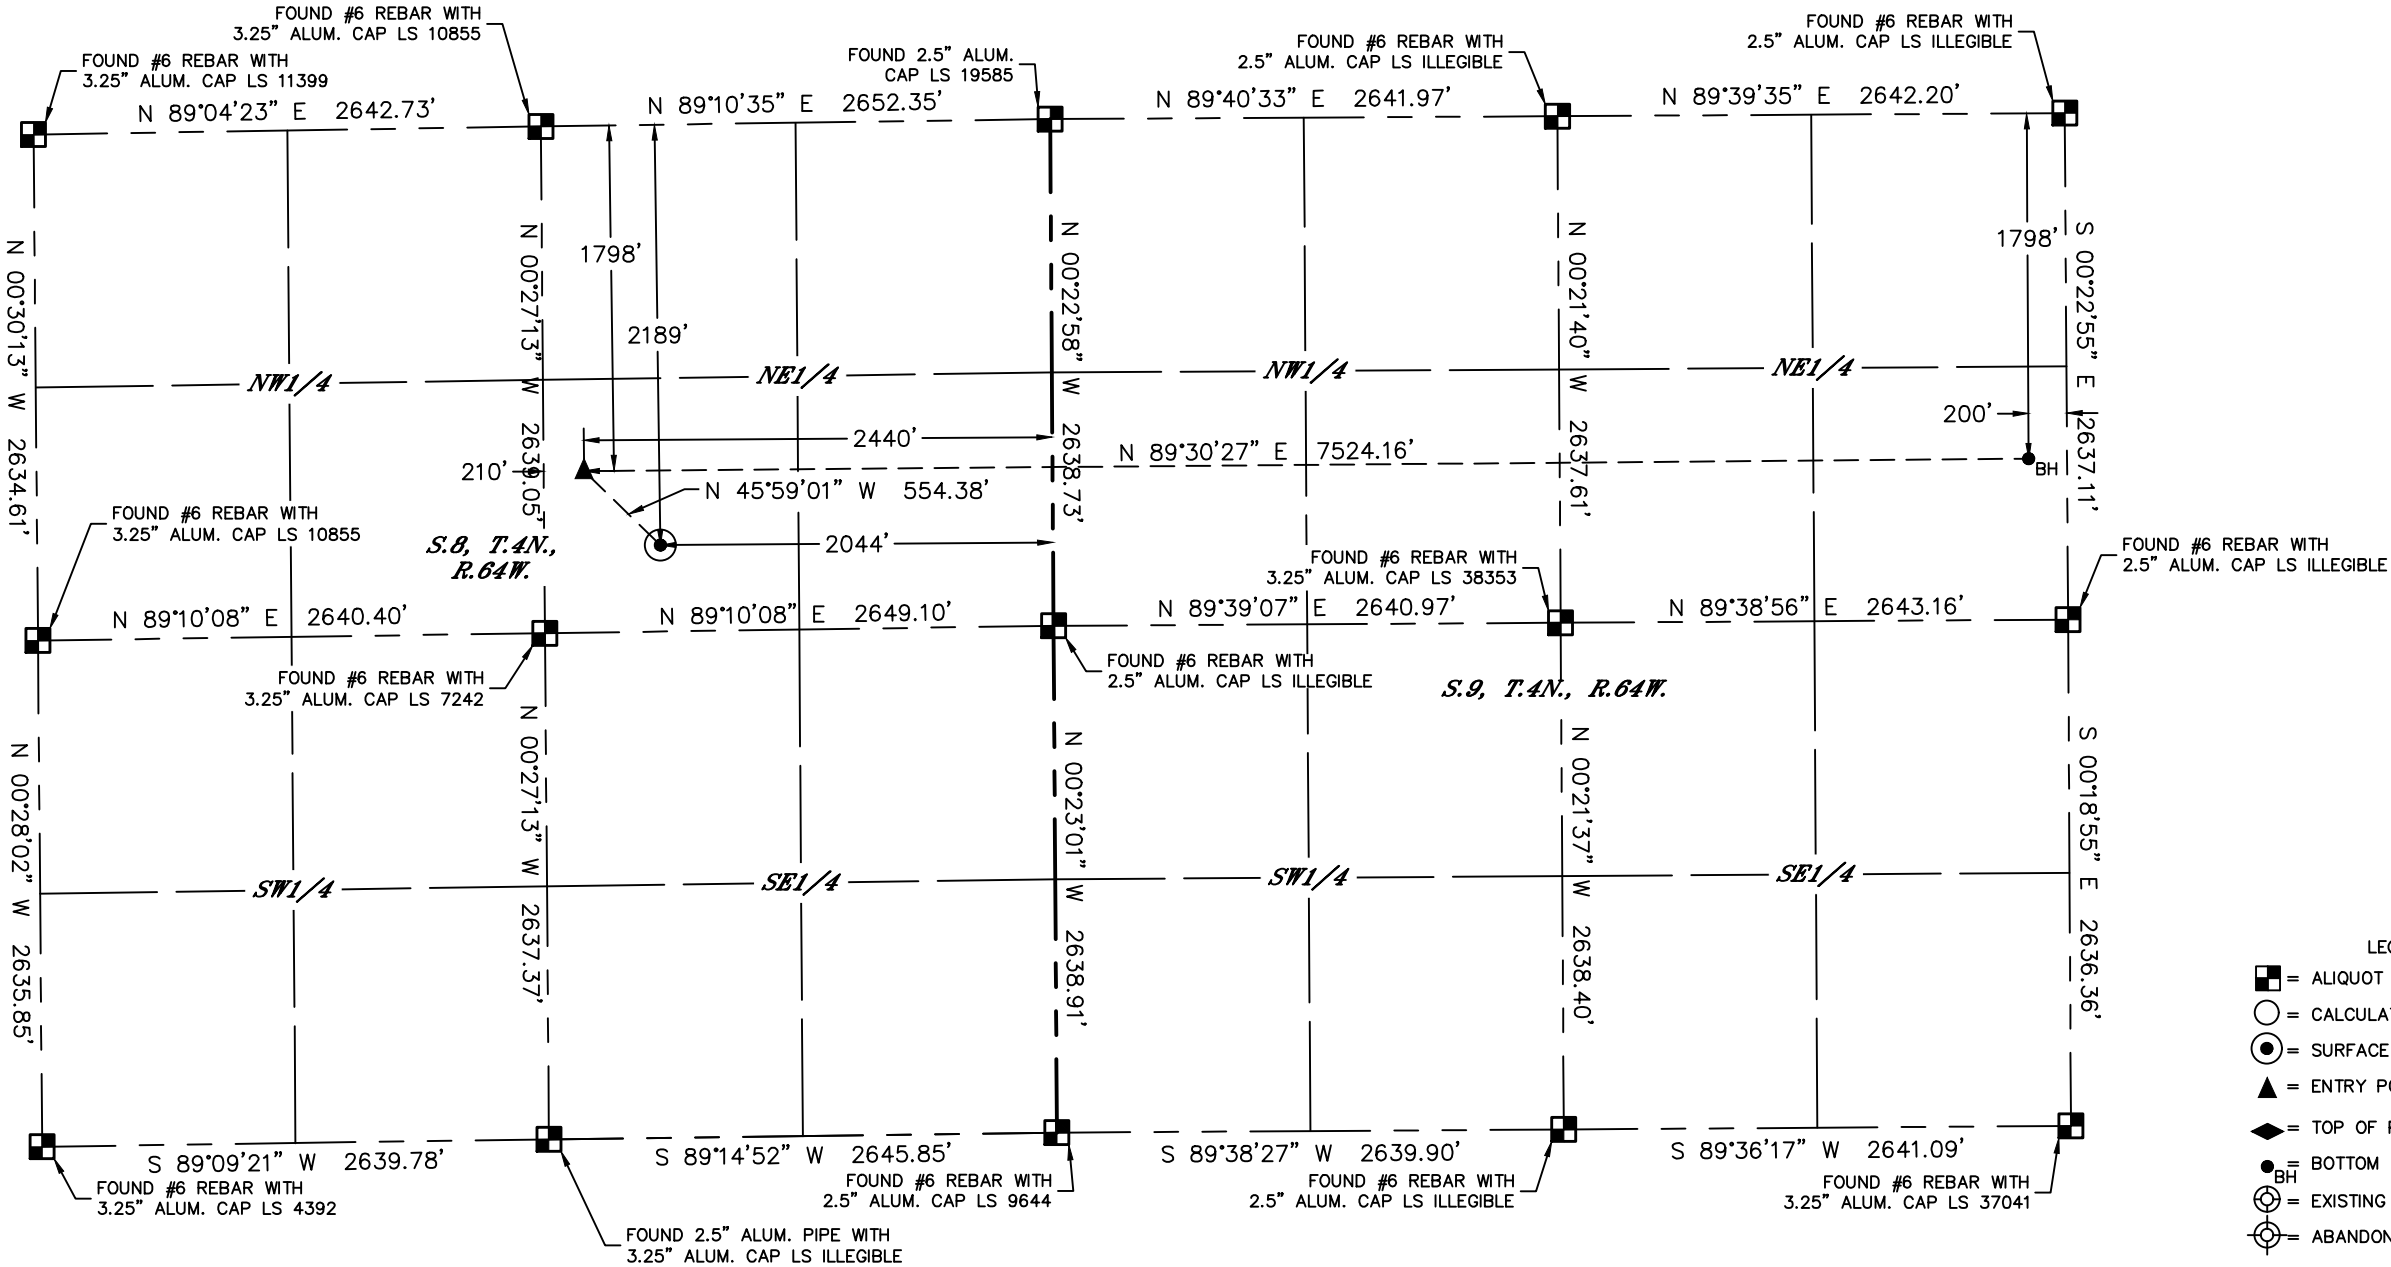 FOUND #6 REBAR WITH
3.25" ALUM. CAP LS 10855
FOUND #6 REBAR WITH
3.25" ALUM. CAP LS 11399
FOUND 2.5" ALUM.
CAP LS 19585
FOUND #6 REBAR WITH
2.5" ALUM. CAP LS ILLEGIBLE
FOUND #6 REBAR WITH
2.5" ALUM. CAP LS ILLEGIBLE
N 89°04'23" E 2642.73'
N 89°10'35" E 2652.35'
N 89°40'33" E 2641.97'
N 89°39'35" E 2642.20'
N 00°30'13" W 2634.61'
N 00°27'13" W 2639.05'
N 00°22'58" W 2638.73'
N 00°21'40" W 2637.61'
S 00°22'55" E 2637.11'
1798'
2189'
1798'
NW1/4
NE1/4
NW1/4
NE1/4
200'
2440'
N 89°30'27" E 7524.16'
210'
BH
N 45°59'01" W 554.38'
FOUND #6 REBAR WITH
3.25" ALUM. CAP LS 10855
S.8, T.4N.,
R.64W.
2044'
FOUND #6 REBAR WITH
3.25" ALUM. CAP LS 38353
FOUND #6 REBAR WITH
2.5" ALUM. CAP LS ILLEGIBLE
N 89°10'08" E 2640.40'
N 89°10'08" E 2649.10'
N 89°39'07" E 2640.97'
N 89°38'56" E 2643.16'
FOUND #6 REBAR WITH
3.25" ALUM. CAP LS 7242
FOUND #6 REBAR WITH
2.5" ALUM. CAP LS ILLEGIBLE
S.9, T.4N., R.64W.
N 00°28'02" W 2635.85'
N 00°27'13" W 2637.37'
N 00°23'01" W 2638.91'
N 00°21'37" W 2638.40'
S 00°18'55" E 2636.36'
SW1/4
SE1/4
SW1/4
SE1/4
S 89°09'21" W 2639.78'
S 89°14'52" W 2645.85'
S 89°38'27" W 2639.90'
S 89°36'17" W 2641.09'
FOUND #6 REBAR WITH
3.25" ALUM. CAP LS 4392
FOUND 2.5" ALUM. PIPE WITH
3.25" ALUM. CAP LS ILLEGIBLE
FOUND #6 REBAR WITH
2.5" ALUM. CAP LS 9644
FOUND #6 REBAR WITH
2.5" ALUM. CAP LS ILLEGIBLE
FOUND #6 REBAR WITH
3.25" ALUM. CAP LS 37041
= ALIQUOT
=
= SURFACE
= ENTRY
= TOP OF
BH = BOTTOM
= EXISTING
=